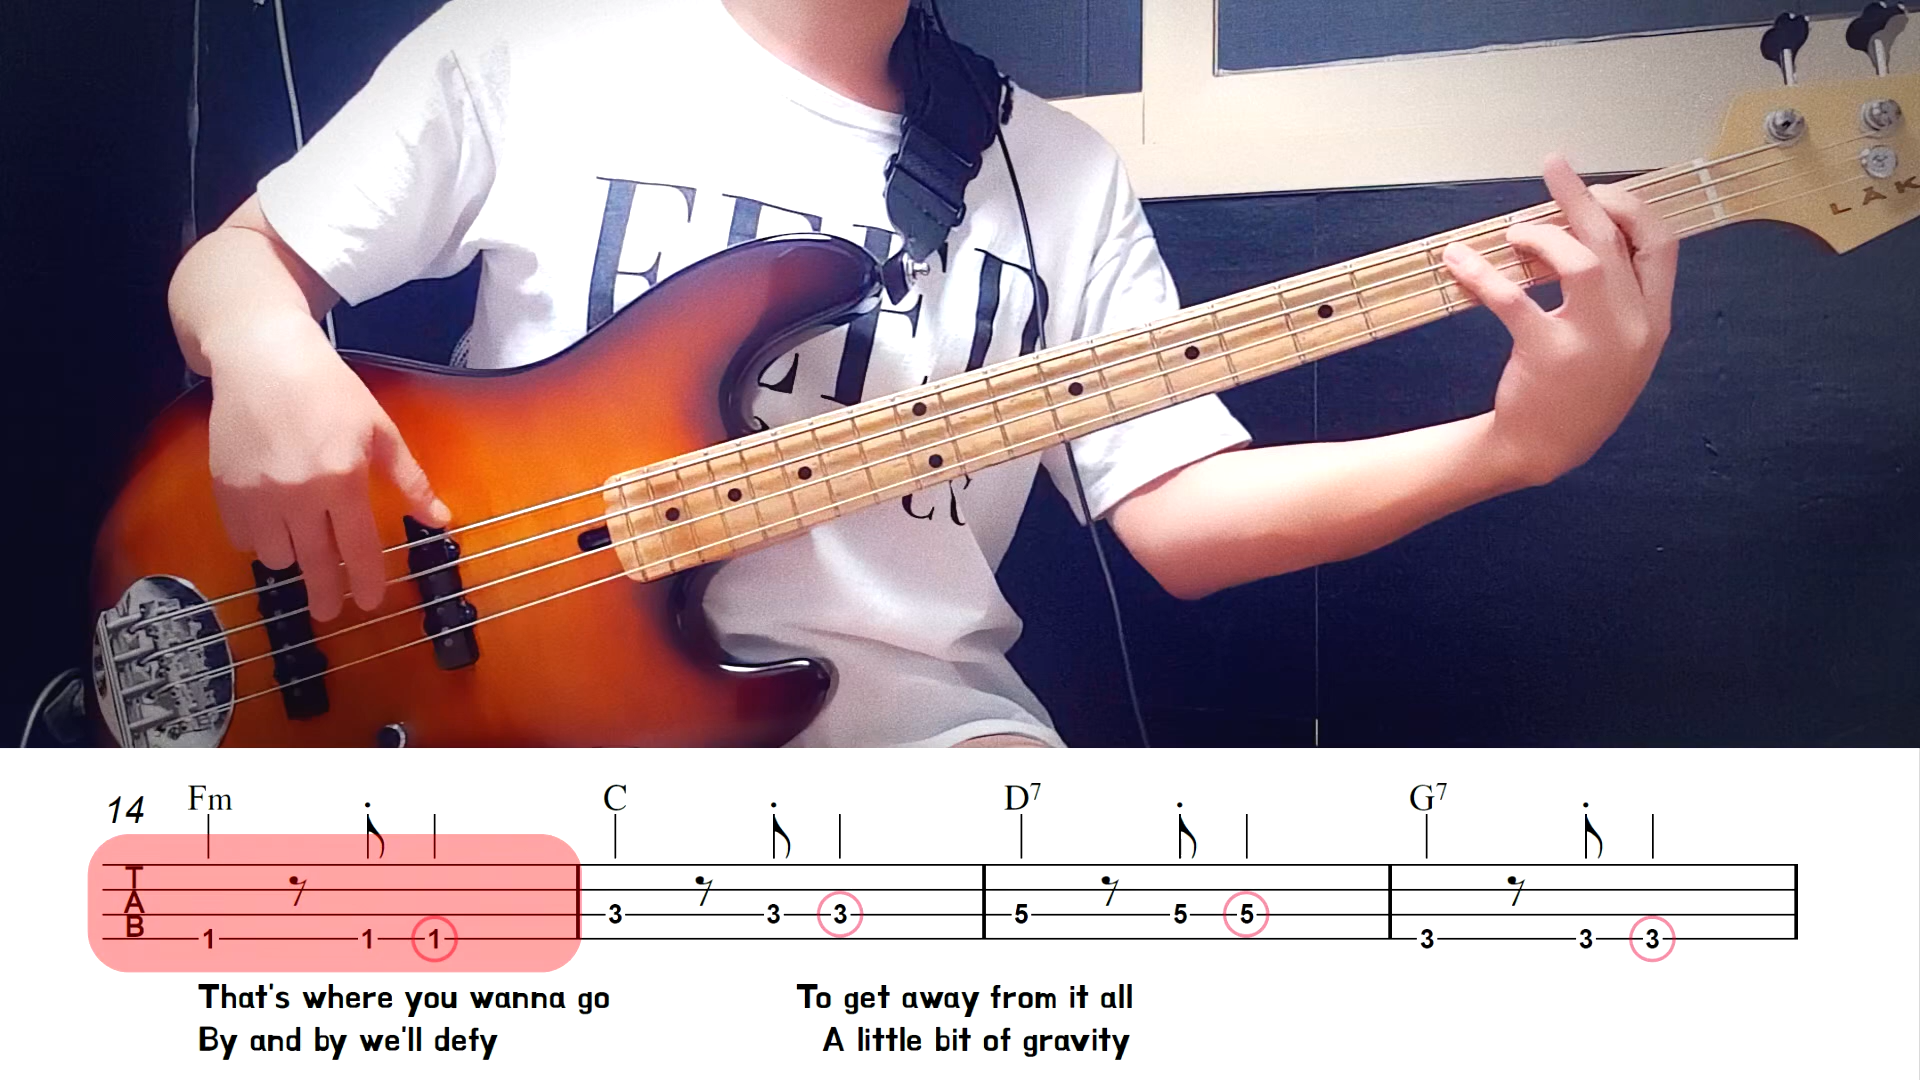 LAK
14 Fm C D7 G7
T
A
B
3 3 3 5 5 5
1 1 1 3 3 3
That's where you wanna go To get away from it all
By and by we'll defy A little bit of gravity